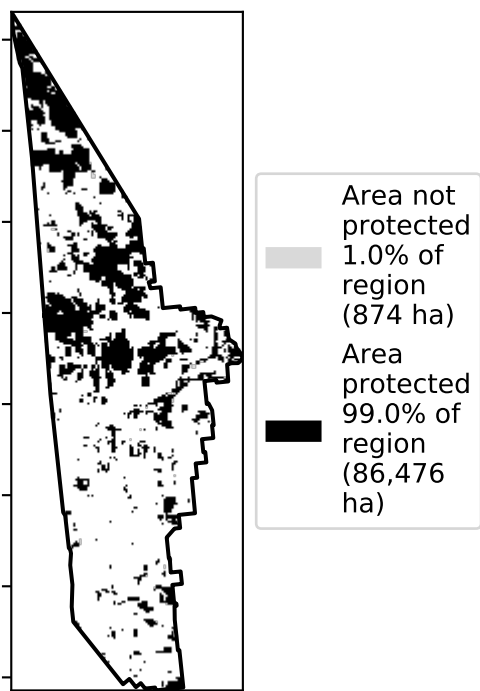 Area not
protected
1.0% of
region
(874 ha)
Area
protected
99.0% of
region
(86,476
ha)